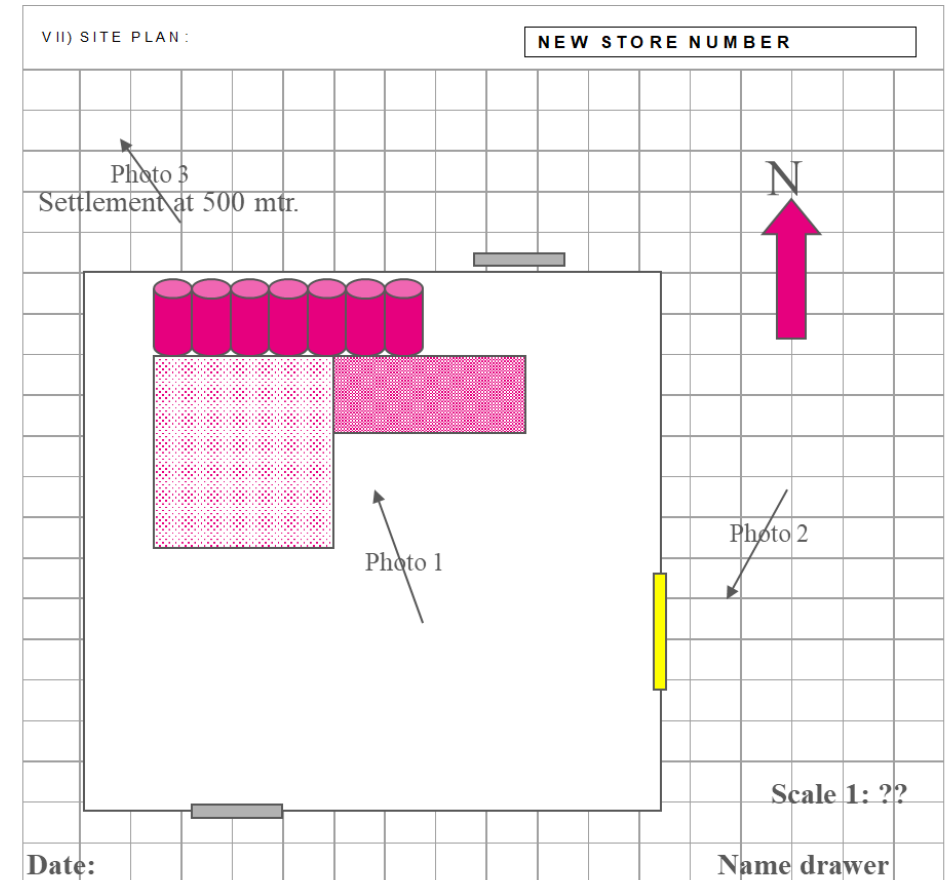 VII) SITE PLAN:
NEW STORE NUMBER
Photo 3
Settlement at 500 mtr.
N
Photo 2
Photo 1
Scale 1: ??
Date:
Name drawer